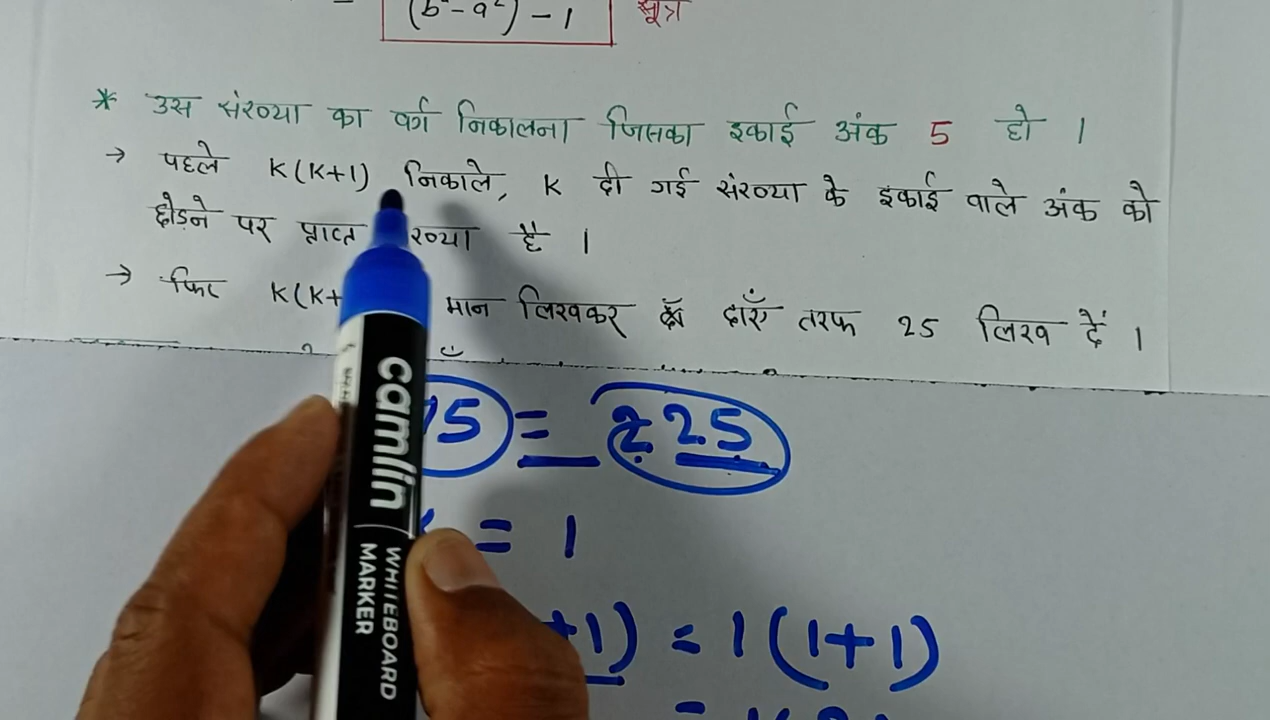 (b²-a²) - 1 सूत्र
* उस संख्या का वर्ग निकालना जिसका इकाई अंक 5 हो ।
→ पहले K(K+1) निकाले, K दी गई संख्या के इकाई वाले अंक को
छोड़ने पर प्राप्त ख्या है ।
→ फिर K(K+ मान लिखकर दाएँ तरफ 25 लिख दें ।
15 = 225
= 1
+1) = 1(1+1)
=
camlin
WHITEBOARD
MARKER